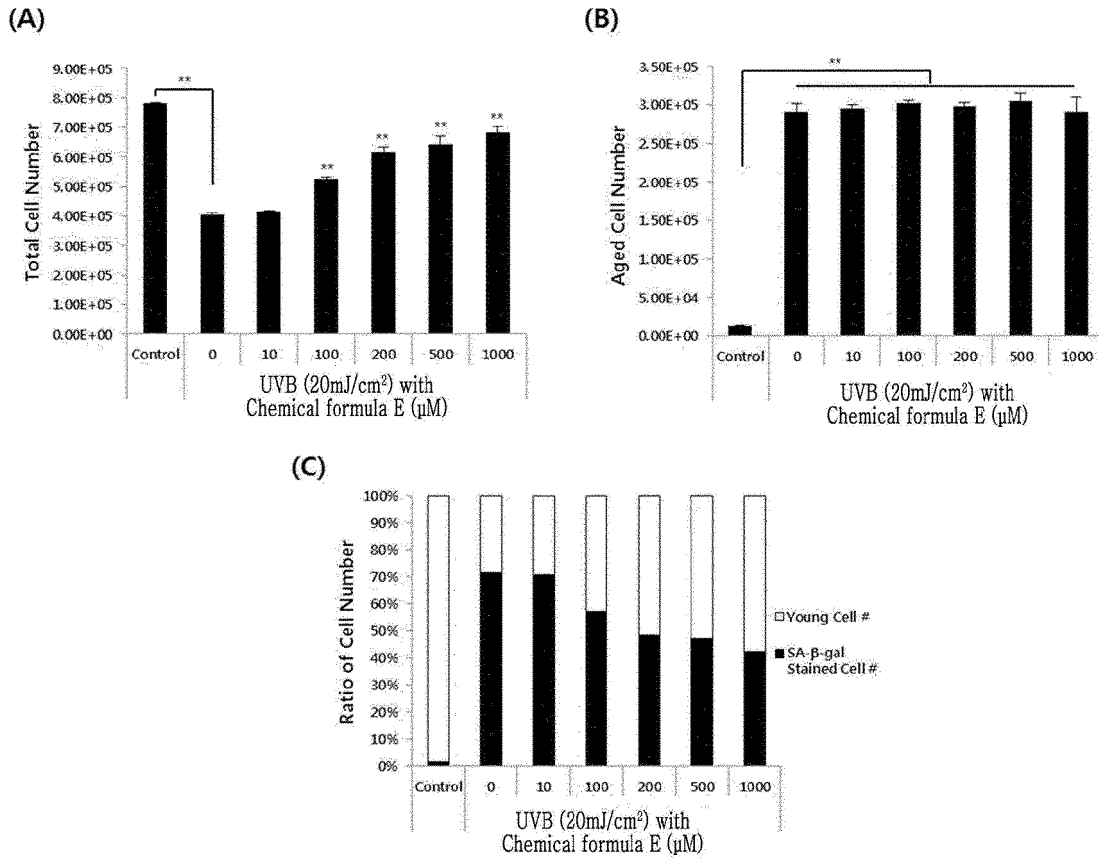 (A)
Total Cell Number
9.00E+05
8.00E+05
7.00E+05
6.00E+05
5.00E+05
4.00E+05
3.00E+05
2.00E+05
1.00E+05
0.00E+00
**
**
**
**
**
Control 0 10 100 200 500 1000
UVB (20mJ/cm²) with
Chemical formula E (µM)
(B)
Aged Cell Number
3.50E+05
3.00E+05
2.50E+05
2.00E+05
1.50E+05
1.00E+05
5.00E+04
0.00E+00
**
Control 0 10 100 200 500 1000
UVB (20mJ/cm²) with
Chemical formula E (µM)
(C)
Ratio of Cell Number
100%
90%
80%
70%
60%
50%
40%
30%
20%
10%
0%
Control 0 10 100 200 500 1000
UVB (20mJ/cm²) with
Chemical formula E (µM)
Young Cell #
SA-β-gal
Stained Cell #